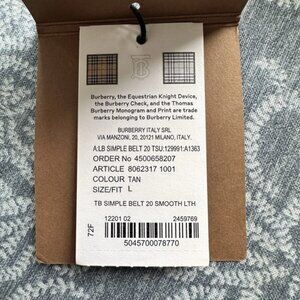 Burberry, the Equestrian Knight Device,
the Burberry Check, and the Thomas
Burberry Monogram and Print are trade
marks belonging to Burberry Limited.
BURBERRY ITALY SRL
VIA MANZONI, 20, 20121 MILANO, ITALY.
A:LB SIMPLE BELT 20 TSU:129991:A1363
ORDER No 4500658207
ARTICLE 8062317 1001
COLOUR TAN
SIZE/FIT L
TB SIMPLE BELT 20 SMOOTH LTH
72F
12201 02 2459769
5045700078770